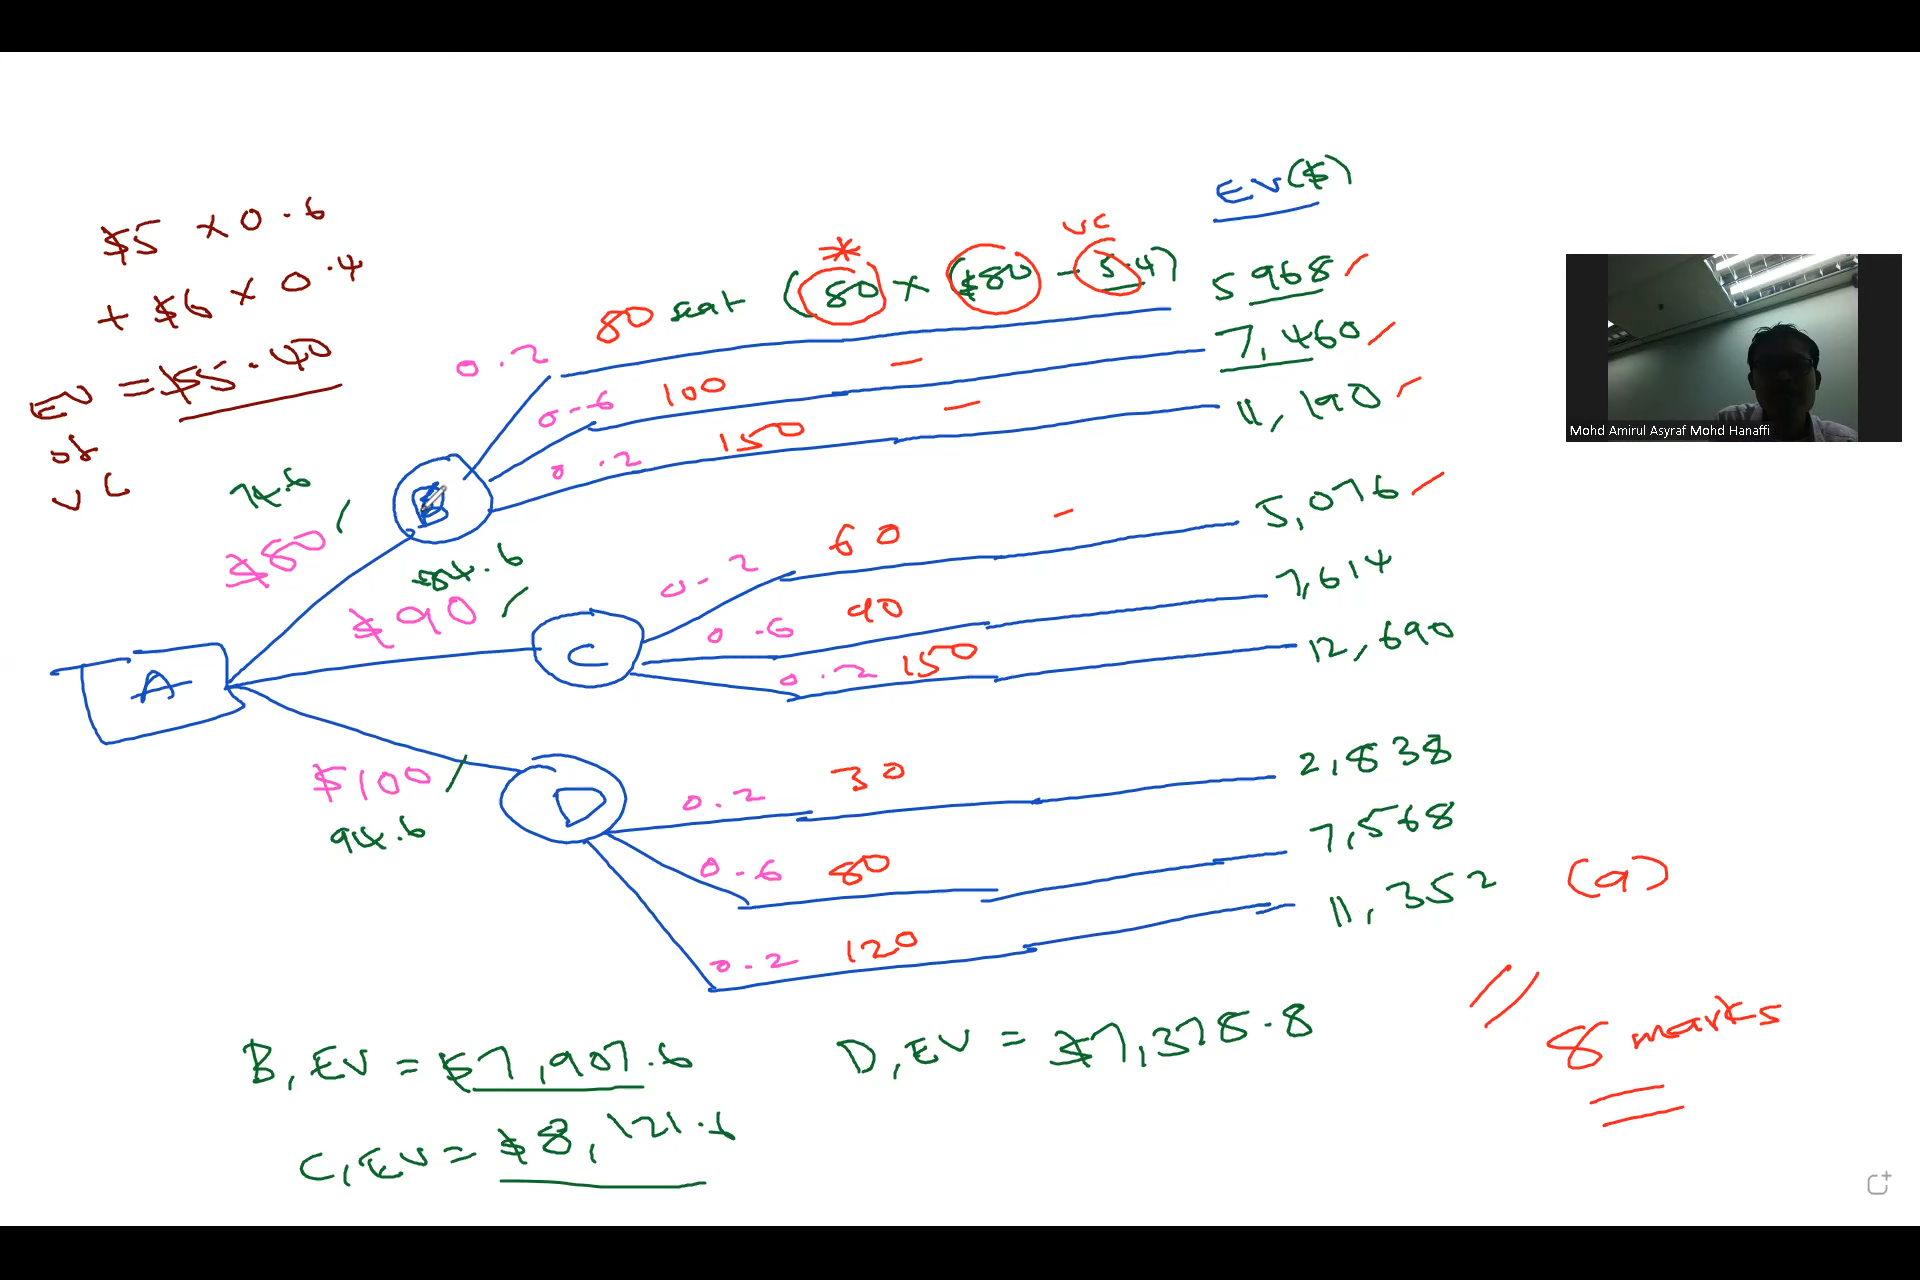 EV($)
$5 × 0.6
+ $6 × 0.4
EV = $5.40
of
VC
VC
*
0.2 80 seat (80 × ($80 - 5.4) 5968
0.6 100 - 7,460
0.2 150 - 11,190
B
74.6
$80
0.2 60 - 5,076
84.6
$90
C
0.6 90 7,614
0.2 150 12,690
A
$100
94.6
D
0.2 30 2,838
0.6 80 7,568
0.2 120 11,352
(a)
8 marks
B, EV = $7,907.6
D, EV = $7,378.8
C, EV = $8,121.6
Mohd Amirul Asyraf Mohd Hanaffi